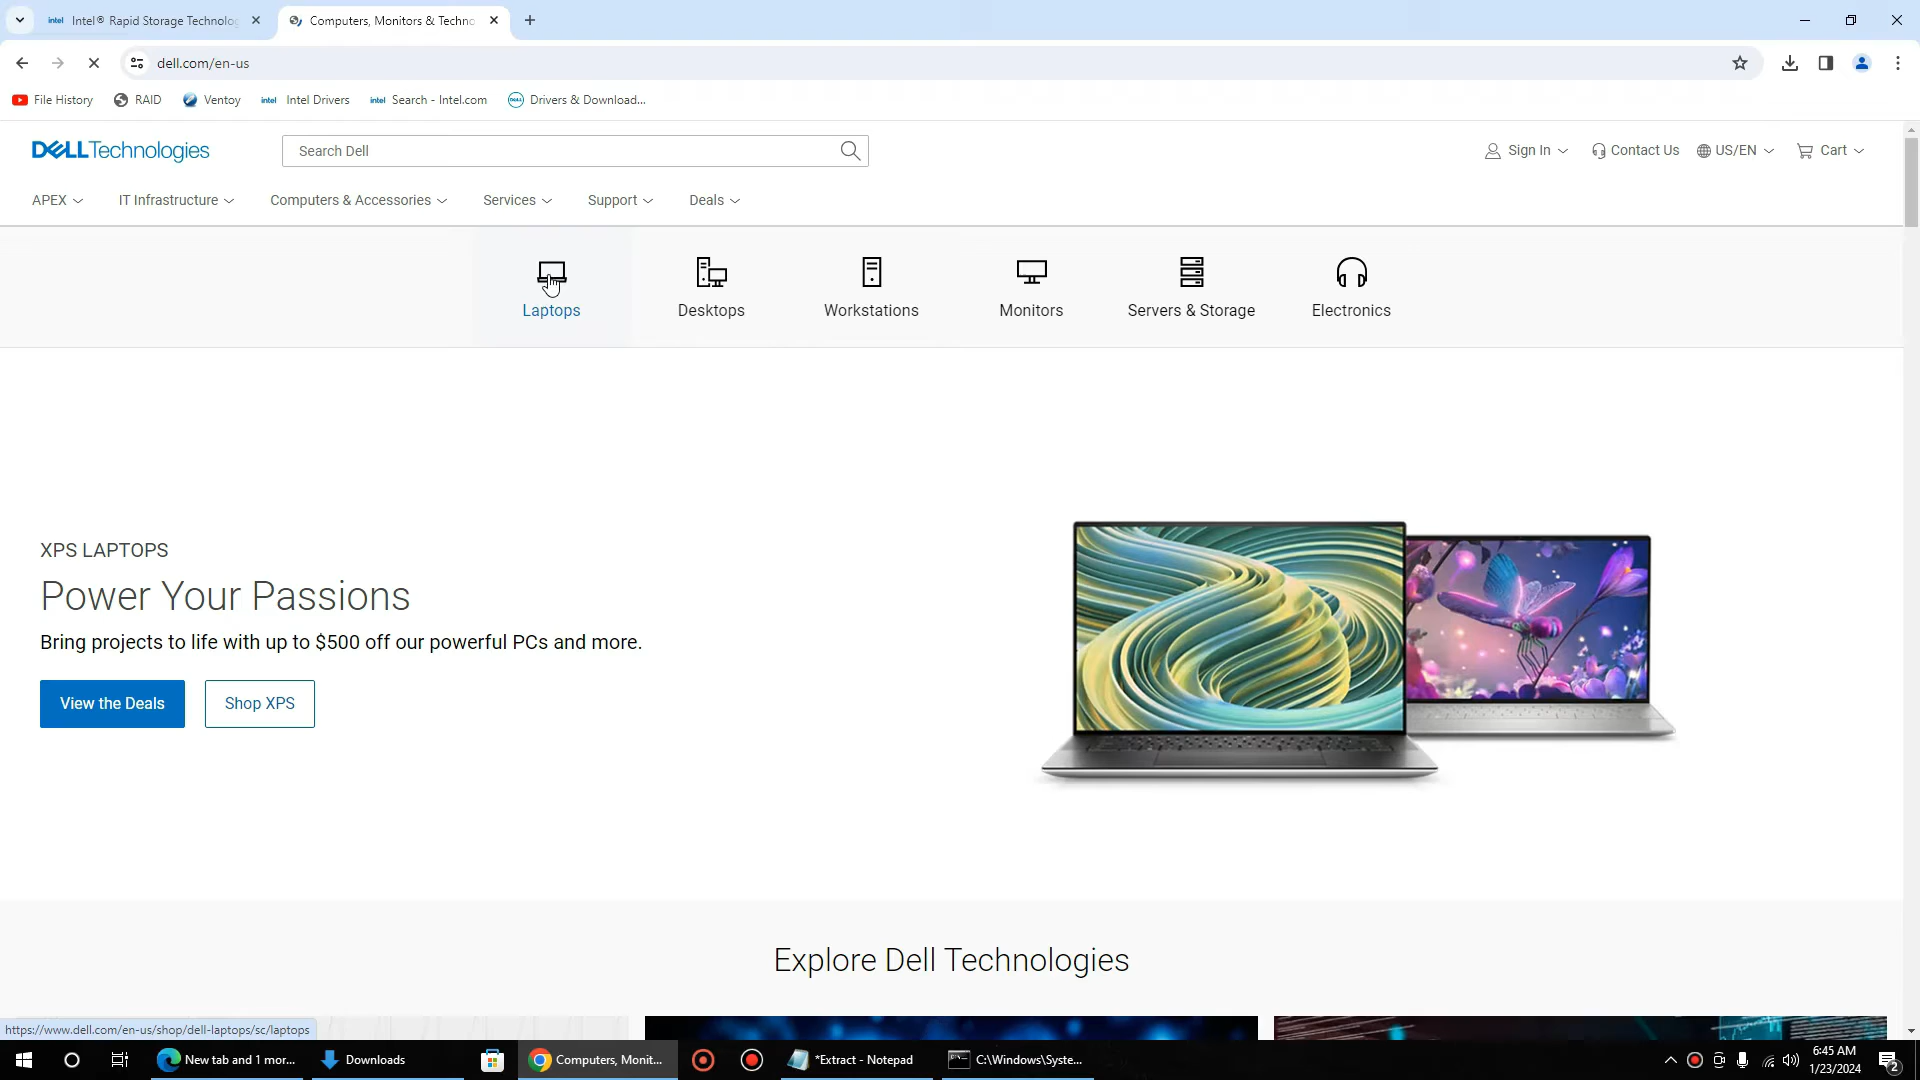 intel Intel® Rapid Storage Technolog
Computers, Monitors & Techno
dell.com/en-us
File History
RAID
Ventoy
intel Intel Drivers
intel Search - Intel.com
DELL Drivers & Download...
DELLTechnologies
Search Dell
Sign In
Contact Us
US/EN
Cart
APEX
IT Infrastructure
Computers & Accessories
Services
Support
Deals
Laptops
Desktops
Workstations
Monitors
Servers & Storage
Electronics
XPS LAPTOPS
Power Your Passions
Bring projects to life with up to $500 off our powerful PCs and more.
View the Deals
Shop XPS
Explore Dell Technologies
https://www.dell.com/en-us/shop/dell-laptops/sc/laptops
New tab and 1 mor...
Downloads
Computers, Monit...
*Extract - Notepad
C:\Windows\Syste...
6:45 AM
1/23/2024
2